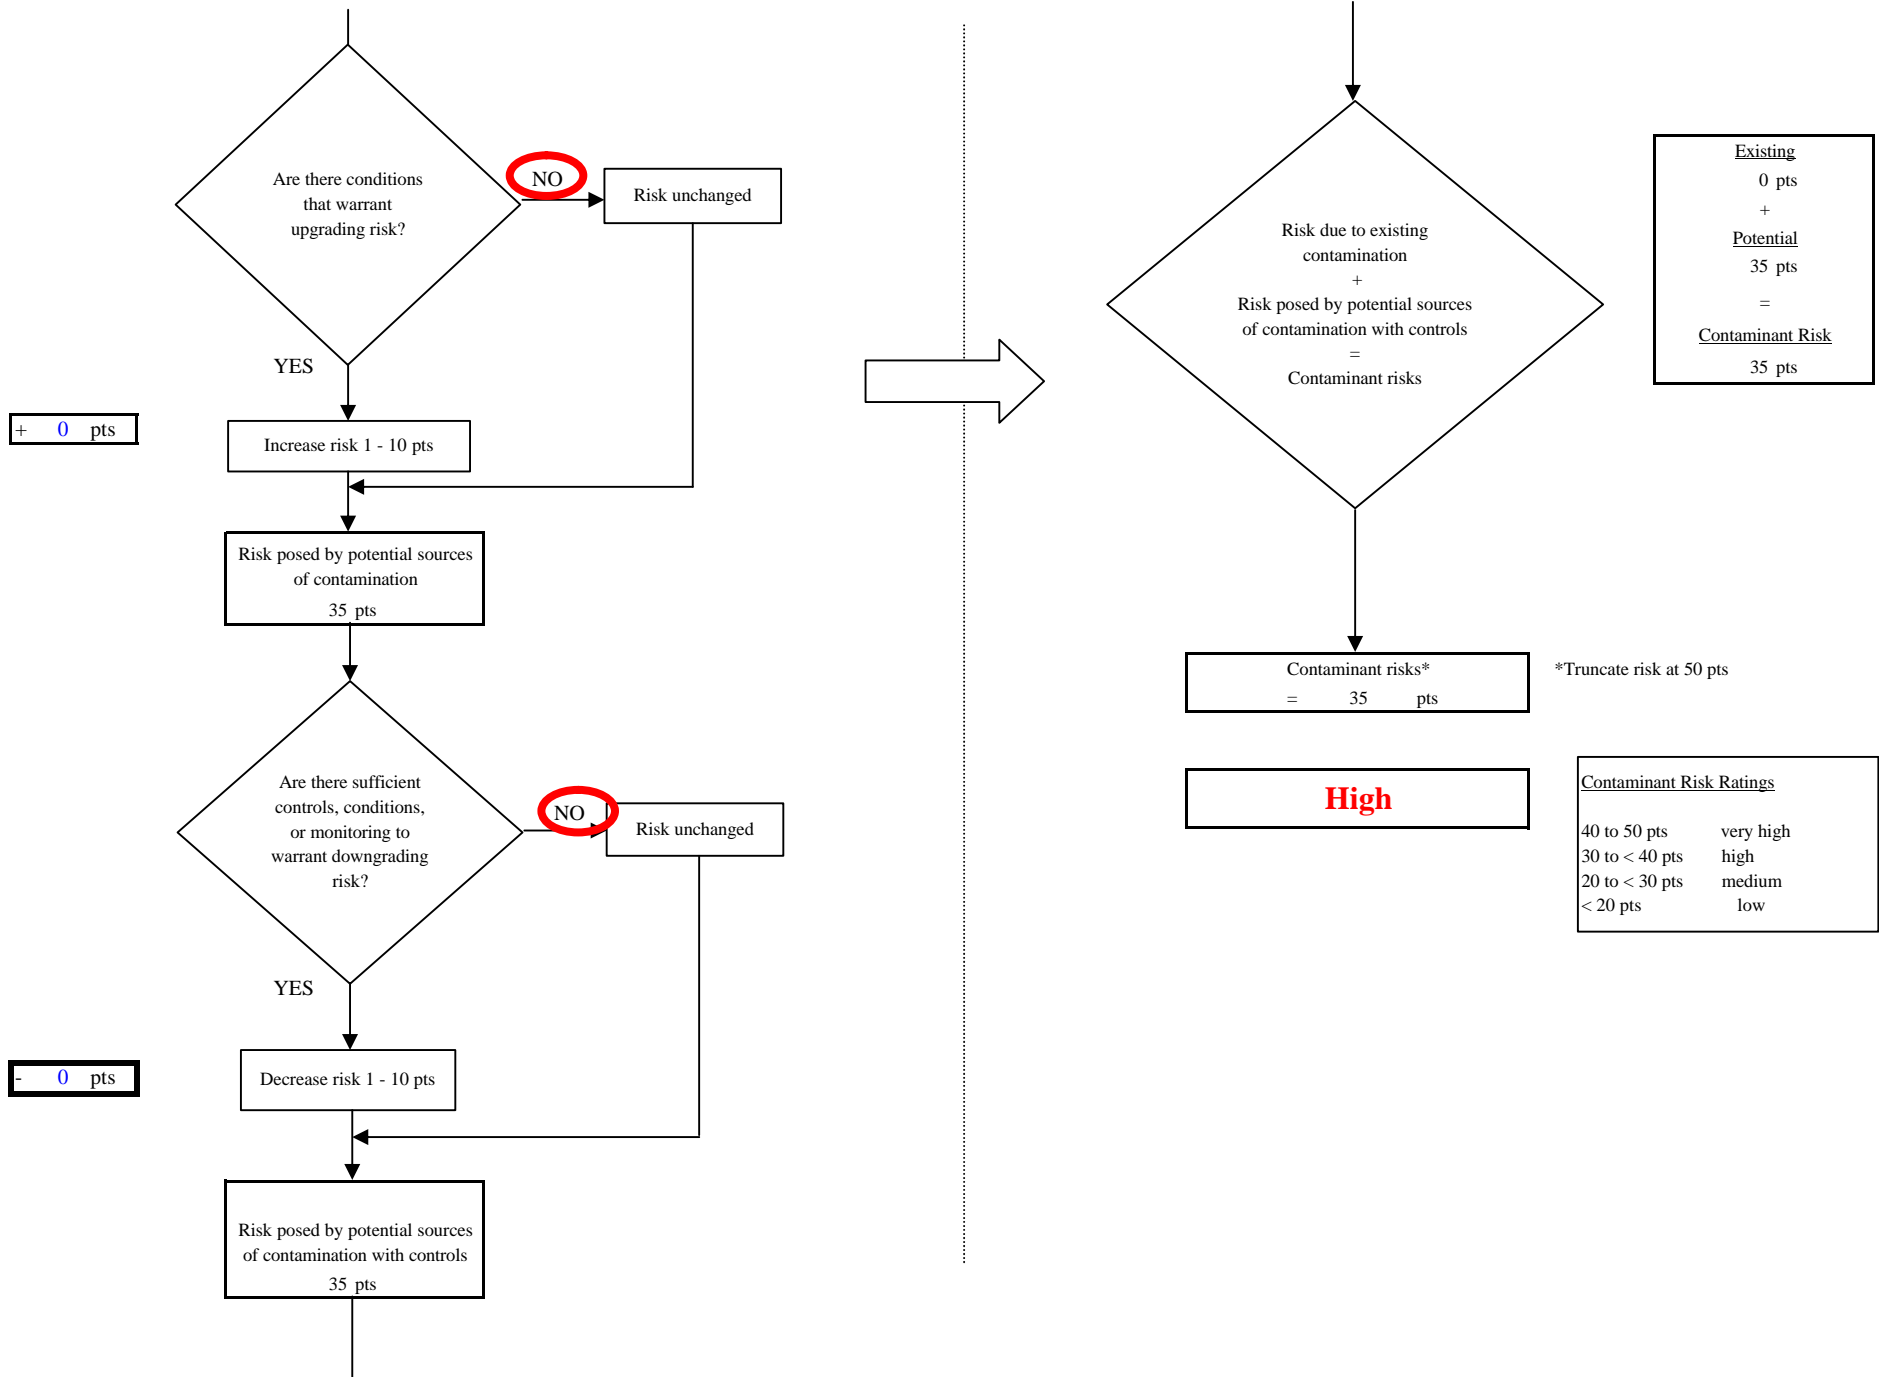 Are there conditions
that warrant
upgrading risk?
NO
Risk unchanged
YES
+ 0 pts
Increase risk 1 - 10 pts
Risk posed by potential sources
of contamination
35 pts
Are there sufficient
controls, conditions,
or monitoring to
warrant downgrading
risk?
NO
Risk unchanged
YES
- 0 pts
Decrease risk 1 - 10 pts
Risk posed by potential sources
of contamination with controls
35 pts
Risk due to existing
contamination
+
Risk posed by potential sources
of contamination with controls
=
Contaminant risks
Existing
0 pts
+
Potential
35 pts
=
Contaminant Risk
35 pts
Contaminant risks*
= 35 pts
*Truncate risk at 50 pts
High
Contaminant Risk Ratings
40 to 50 pts very high
30 to < 40 pts high
20 to < 30 pts medium
< 20 pts low